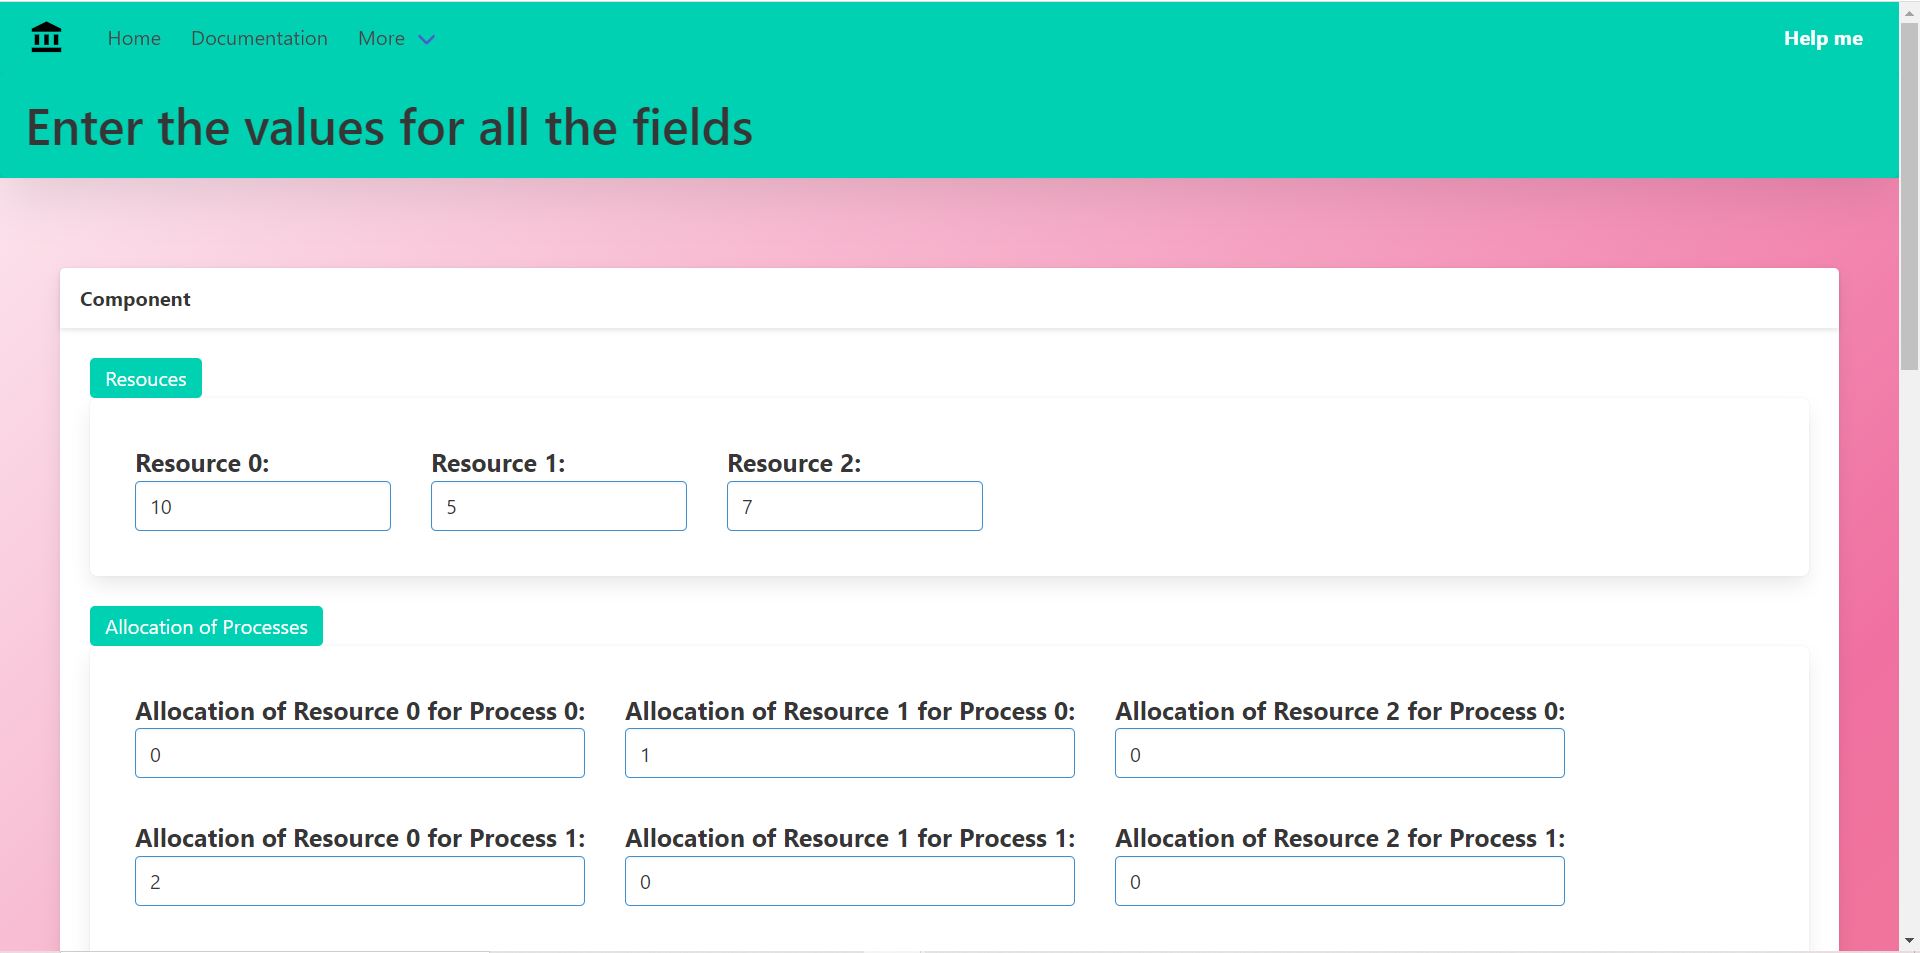 Home Documentation More Help me
Enter the values for all the fields
Component
Resouces
Resource 0: Resource 1: Resource 2:
10 5 7
Allocation of Processes
Allocation of Resource 0 for Process 0: Allocation of Resource 1 for Process 0: Allocation of Resource 2 for Process 0:
0 1 0
Allocation of Resource 0 for Process 1: Allocation of Resource 1 for Process 1: Allocation of Resource 2 for Process 1:
2 0 0